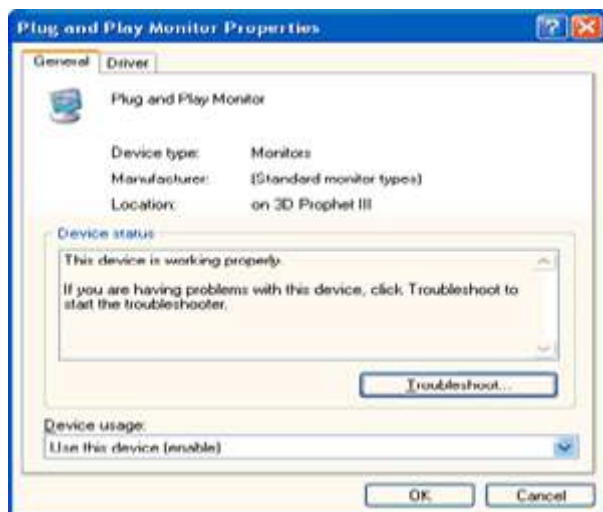 Plug and Play Monitor Properties
General Driver
Plug and Play Monitor
Device type: Monitors
Manufacturer: (Standard monitor types)
Location: on 3D Prophet III
Device status
This device is working properly.
If you are having problems with this device, click Troubleshoot to
start the troubleshooter.
Troubleshoot...
Device usage:
Use this device (enable)
OK Cancel